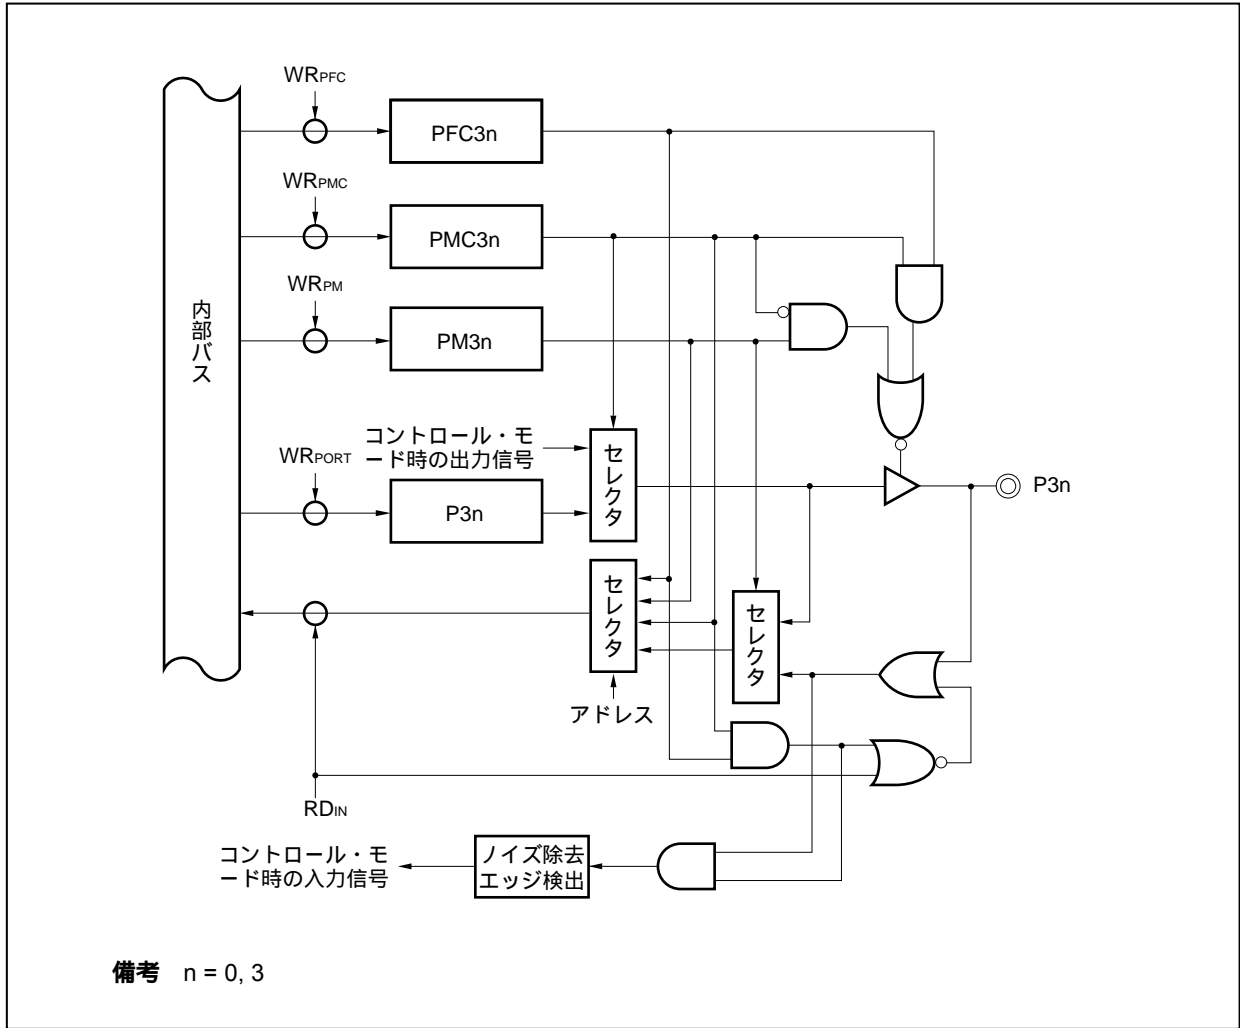 WRPFC
PFC3n
WRPMC
PMC3n
WRPM
PM3n
内部バス
コントロール・モ
ード時の出力信号
セレクタ
WRPORT
P3n
P3n
セレクタ
セレクタ
アドレス
RDIN
コントロール・モ
ード時の入力信号
ノイズ除去
エッジ検出
備考 n = 0, 3